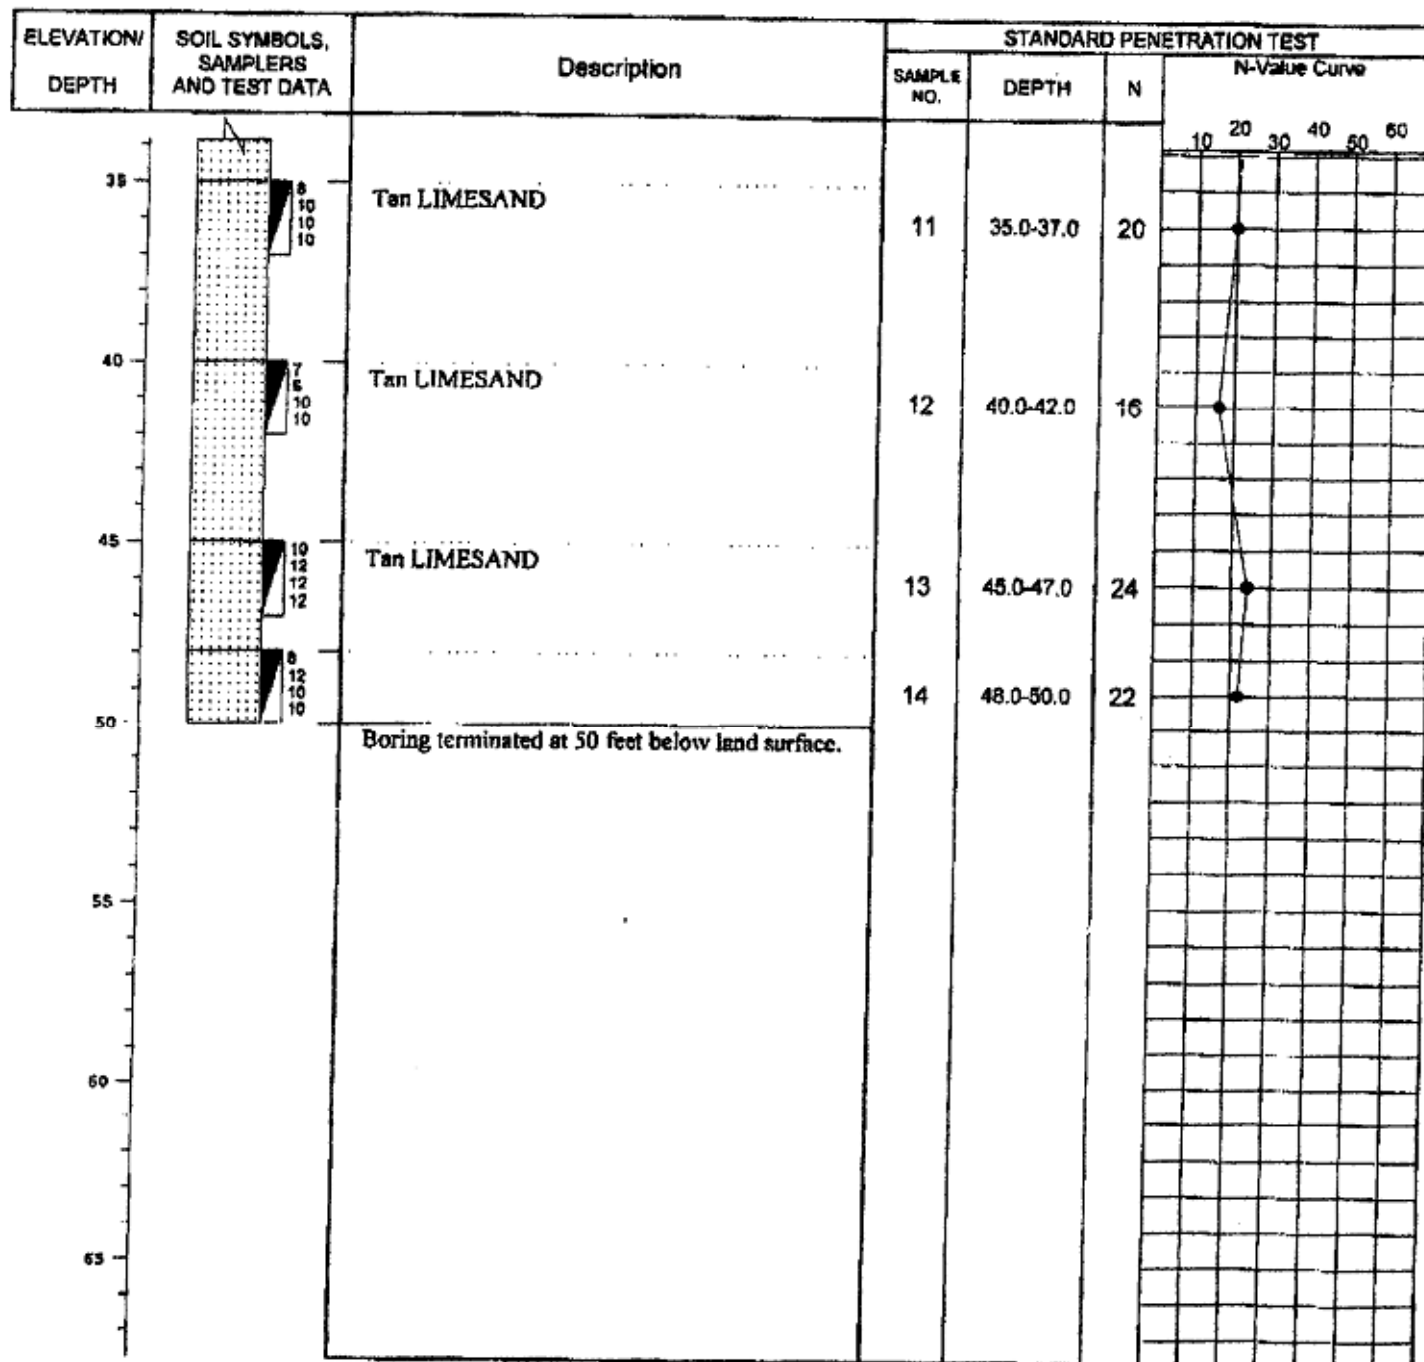 ELEVATION/
DEPTH
SOIL SYMBOLS,
SAMPLERS
AND TEST DATA
Description
STANDARD PENETRATION TEST
SAMPLE
NO.
DEPTH
N
N-Value Curve
10 20 30 40 50 60
35
8
10
10
10
Tan LIMESAND
11 35.0-37.0 20
40
7
6
10
10
Tan LIMESAND
12 40.0-42.0 16
45
10
12
12
12
Tan LIMESAND
13 45.0-47.0 24
8
12
10
10
14 48.0-50.0 22
50
Boring terminated at 50 feet below land surface.
55
60
65